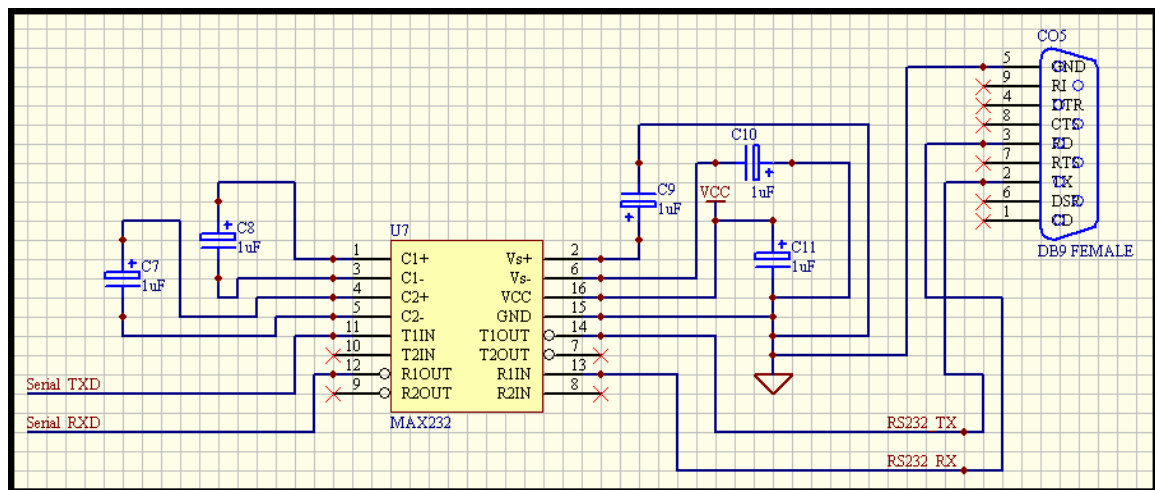 CO5
5 GND
9 RI
4 DTR
8 CTS
3 RD
7 RTS
2 TX
6 DSR
1 CD
DB9 FEMALE
C10
1uF
C9
1uF
VCC
C11
1uF
C8
1uF
C7
1uF
U7
1 C1+ Vs+ 2
3 C1- Vs- 6
4 C2+ VCC 16
5 C2- GND 15
11 T1IN T1OUT 14
10 T2IN T2OUT 7
12 R1OUT R1IN 13
9 R2OUT R2IN 8
MAX232
Serial TXD
Serial RXD
RS232 TX
RS232 RX